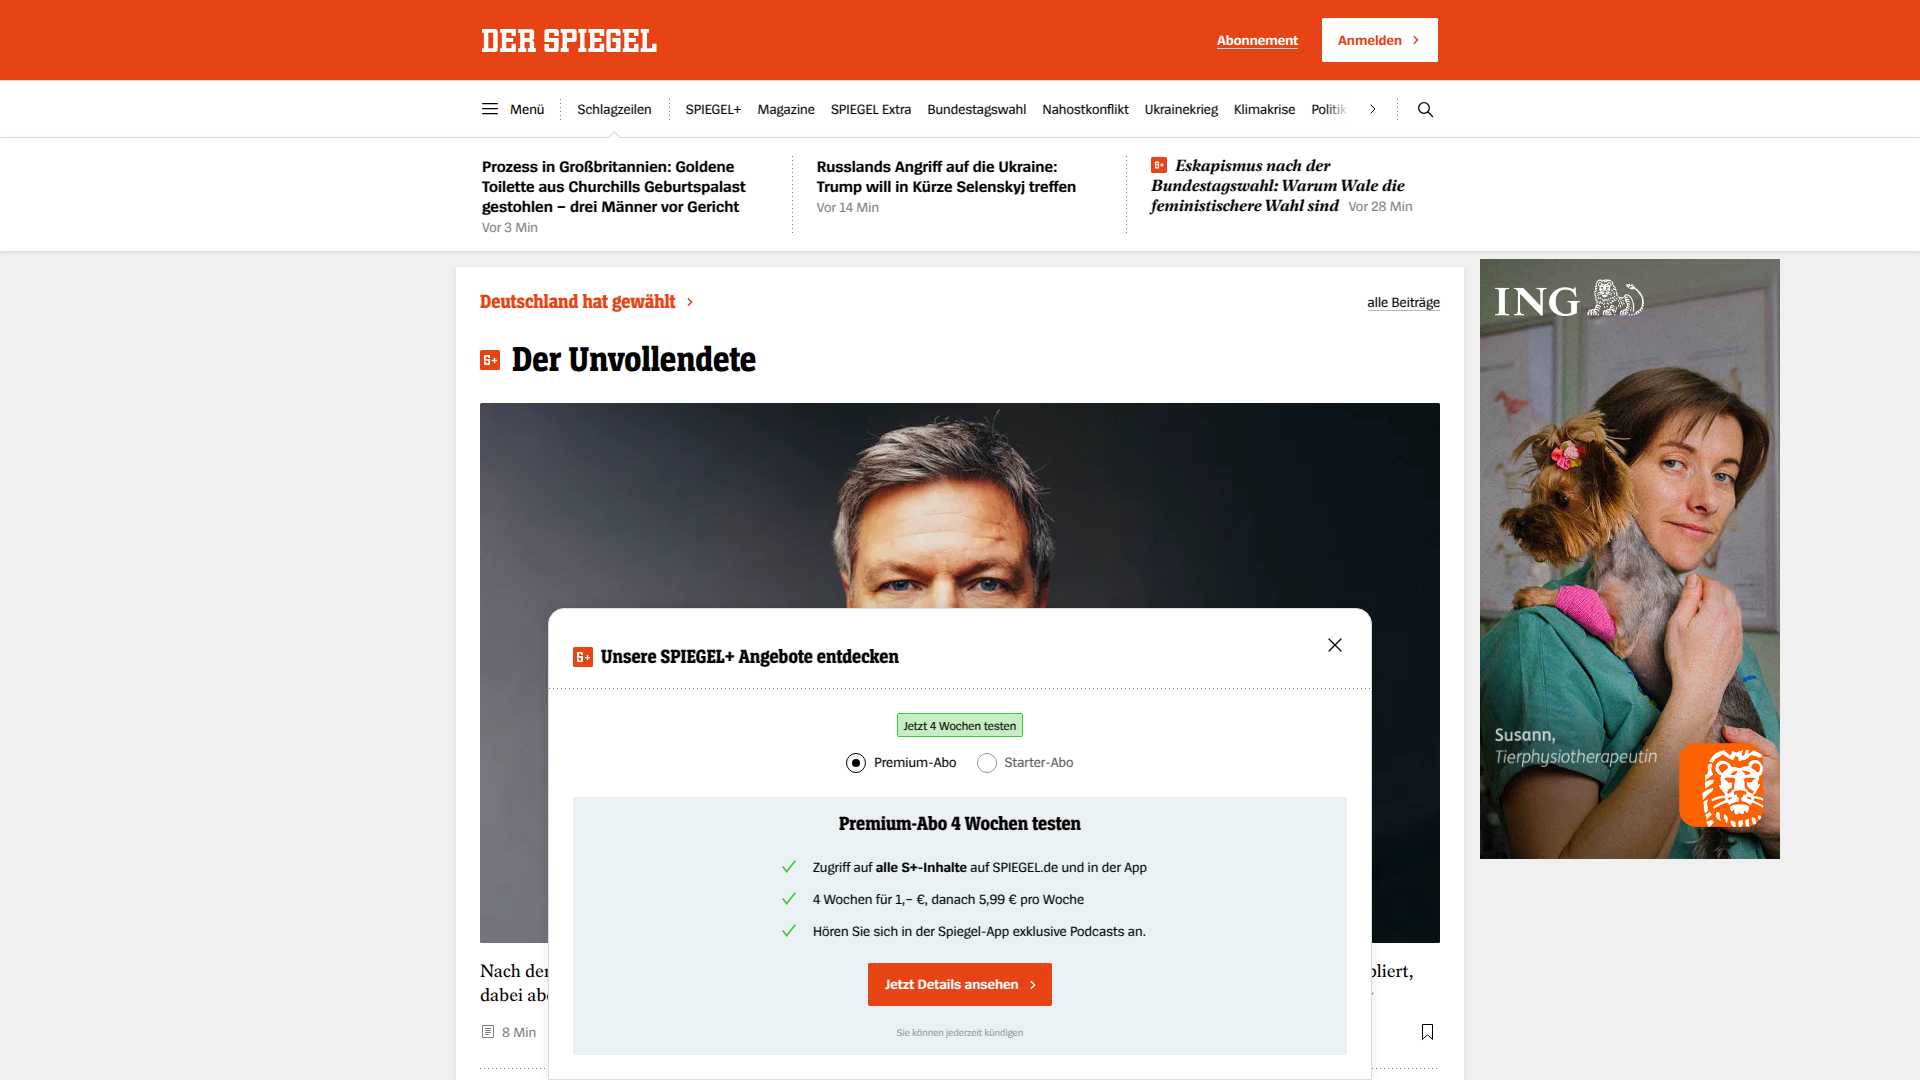 DER SPIEGEL
Abonnement
Anmelden
Menü
Schlagzeilen
SPIEGEL+
Magazine
SPIEGEL Extra
Bundestagswahl
Nahostkonflikt
Ukrainekrieg
Klimakrise
Politik
Prozess in Großbritannien: Goldene
Toilette aus Churchills Geburtspalast
gestohlen – drei Männer vor Gericht
Vor 3 Min
Russlands Angriff auf die Ukraine:
Trump will in Kürze Selenskyj treffen
Vor 14 Min
S+ Eskapismus nach der
Bundestagswahl: Warum Wale die
feministischere Wahl sind Vor 28 Min
Deutschland hat gewählt
alle Beiträge
S+ Der Unvollendete
ING
Susann,
Tierphysiotherapeutin
S+ Unsere SPIEGEL+ Angebote entdecken
Jetzt 4 Wochen testen
Premium-Abo
Starter-Abo
Premium-Abo 4 Wochen testen
Zugriff auf alle S+-Inhalte auf SPIEGEL.de und in der App
4 Wochen für 1,– €, danach 5,99 € pro Woche
Hören Sie sich in der Spiegel-App exklusive Podcasts an.
Jetzt Details ansehen
Sie können jederzeit kündigen
Nach
dabei
8 Min